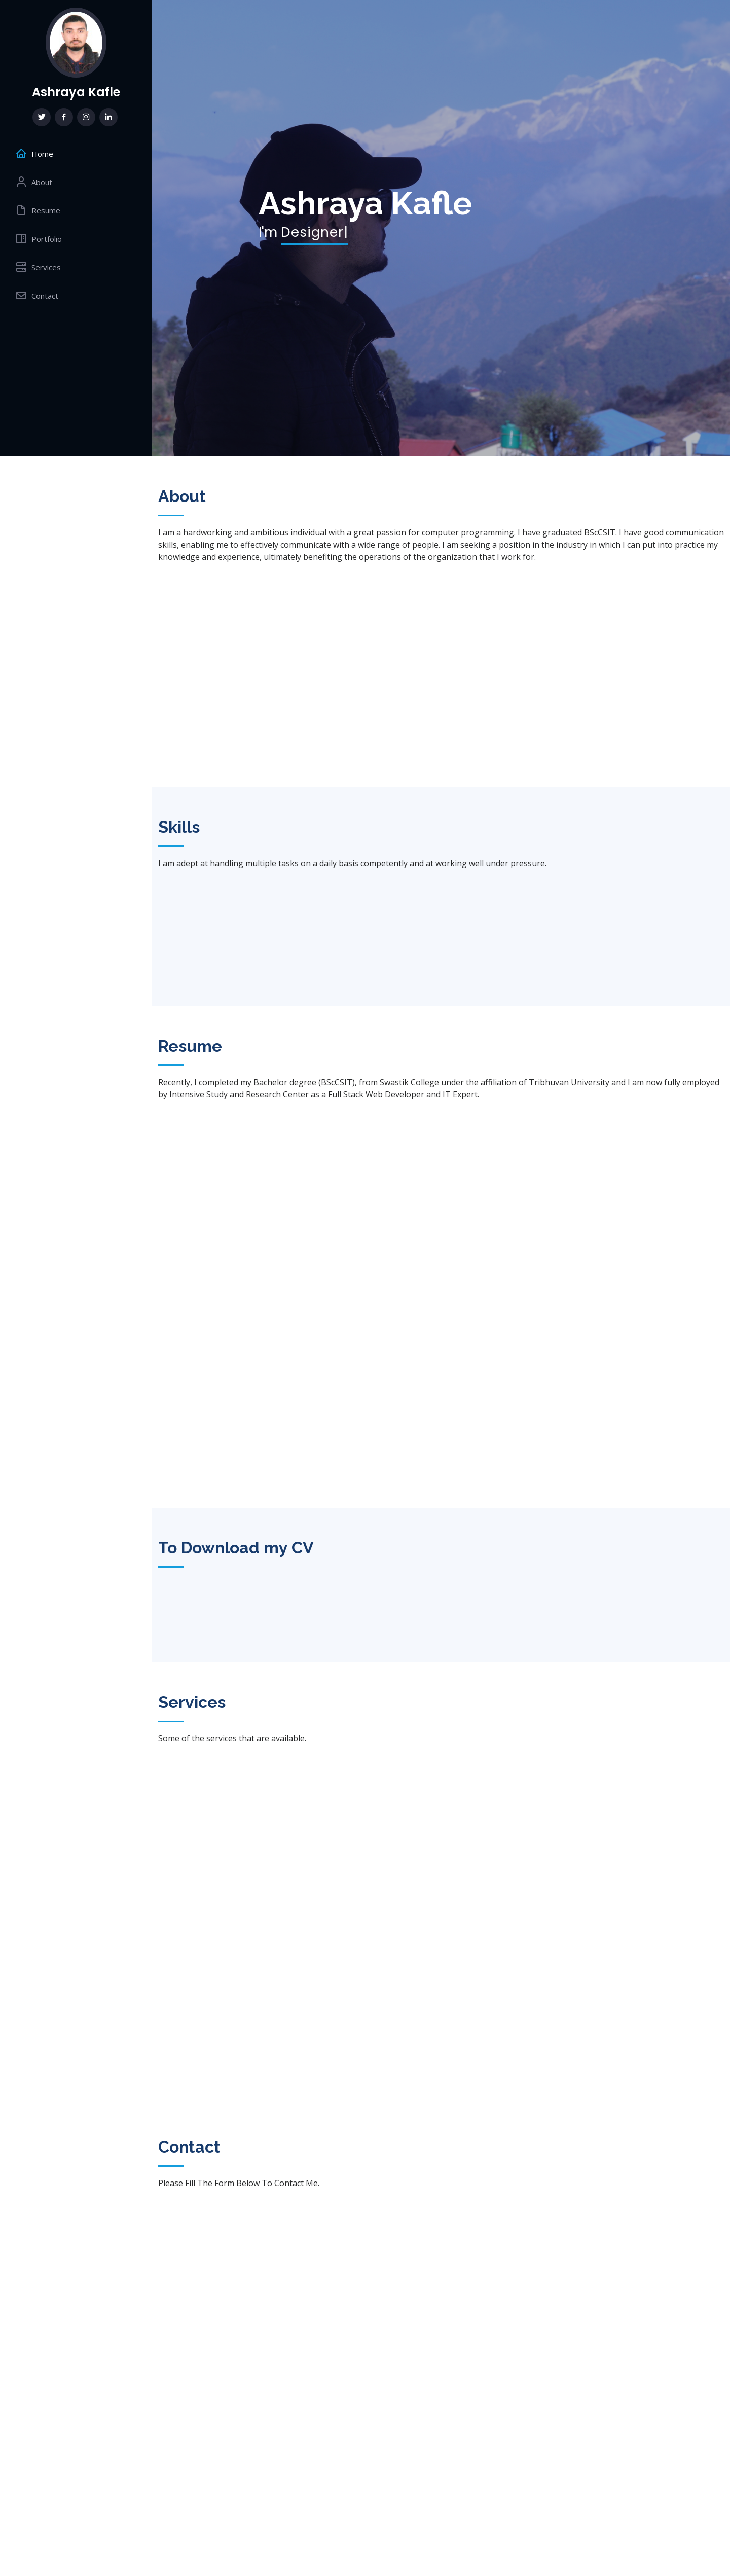 Ashraya Kafle
Home
About
Resume
Portfolio
Services
Contact
Ashraya Kafle
I'm Designer|
About
I am a hardworking and ambitious individual with a great passion for computer programming. I have graduated BScCSIT. I have good communication
skills, enabling me to effectively communicate with a wide range of people. I am seeking a position in the industry in which I can put into practice my
knowledge and experience, ultimately benefiting the operations of the organization that I work for.
Skills
I am adept at handling multiple tasks on a daily basis competently and at working well under pressure.
Resume
Recently, I completed my Bachelor degree (BScCSIT), from Swastik College under the affiliation of Tribhuvan University and I am now fully employed
by Intensive Study and Research Center as a Full Stack Web Developer and IT Expert.
To Download my CV
Services
Some of the services that are available.
Contact
Please Fill The Form Below To Contact Me.